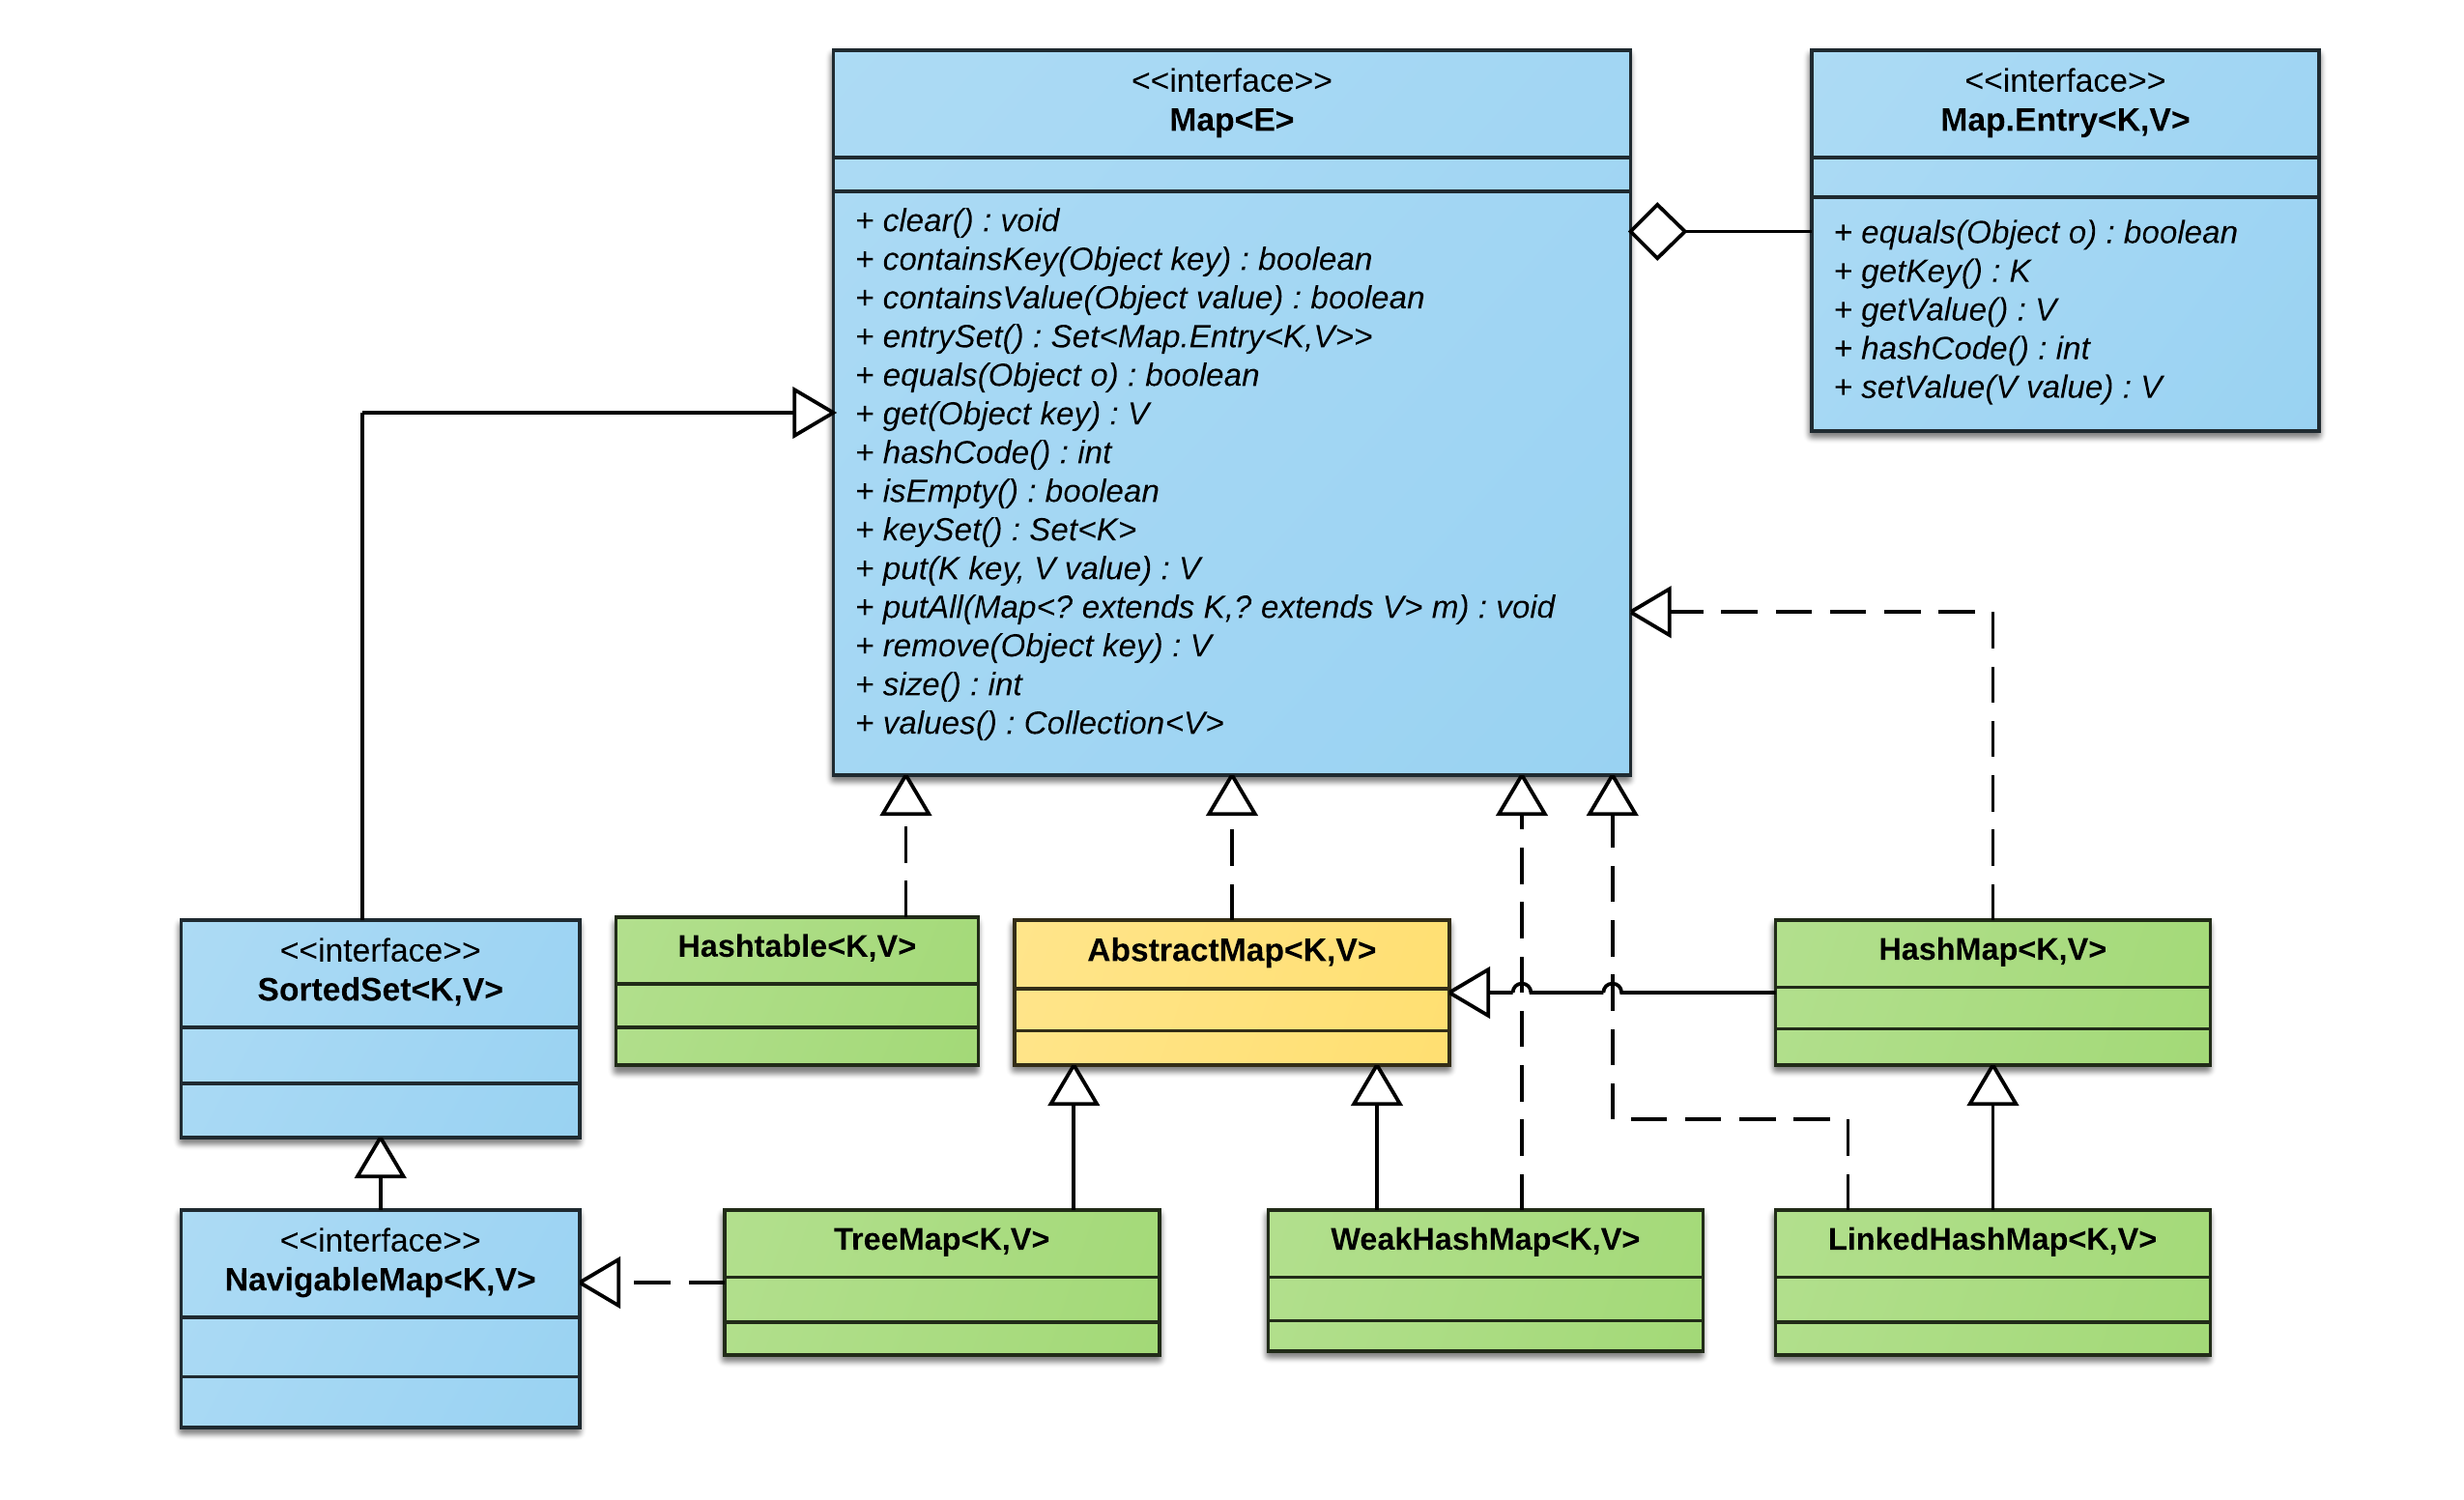 <<interface>>
Map<E>
+ clear() : void
+ containsKey(Object key) : boolean
+ containsValue(Object value) : boolean
+ entrySet() : Set<Map.Entry<K,V>>
+ equals(Object o) : boolean
+ get(Object key) : V
+ hashCode() : int
+ isEmpty() : boolean
+ keySet() : Set<K>
+ put(K key, V value) : V
+ putAll(Map<? extends K,? extends V> m) : void
+ remove(Object key) : V
+ size() : int
+ values() : Collection<V>
<<interface>>
Map.Entry<K,V>
+ equals(Object o) : boolean
+ getKey() : K
+ getValue() : V
+ hashCode() : int
+ setValue(V value) : V
<<interface>>
SortedSet<K,V>
Hashtable<K,V>
AbstractMap<K,V>
HashMap<K,V>
<<interface>>
NavigableMap<K,V>
TreeMap<K,V>
WeakHashMap<K,V>
LinkedHashMap<K,V>